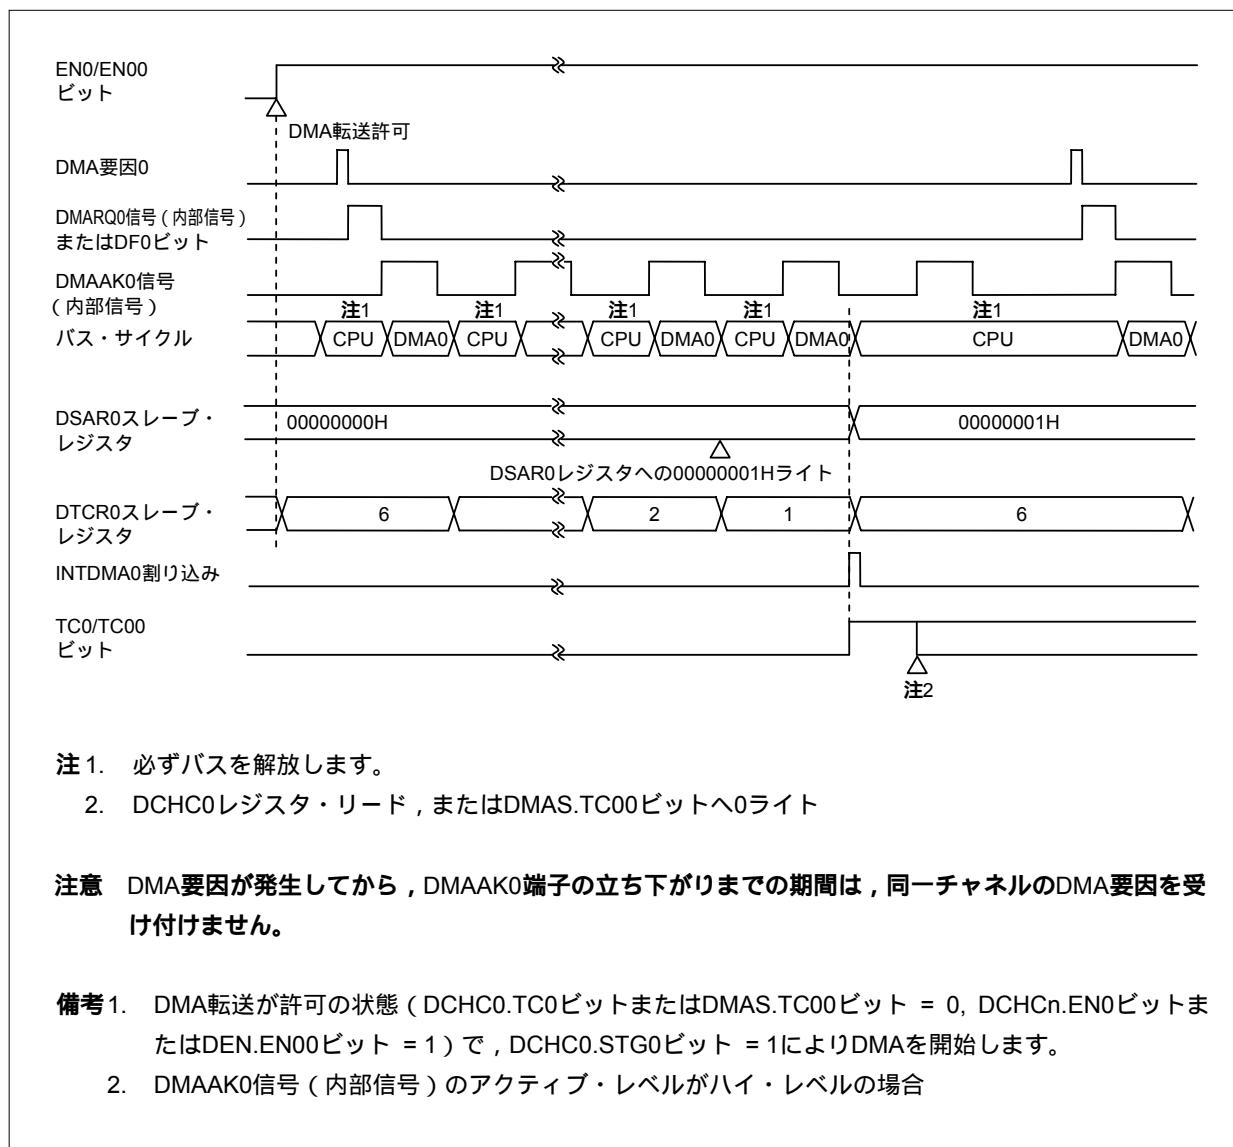 EN0/EN00
ビット
DMA転送許可
DMA要因0
DMARQ0信号（内部信号）
またはDF0ビット
DMAAK0信号
（内部信号）
注1 注1 注1 注1 注1
バス・サイクル CPU DMA0 CPU CPU DMA0 CPU DMA0 CPU DMA0
DSAR0スレーブ・
レジスタ
00000000H 00000001H
DSAR0レジスタへの00000001Hライト
DTCR0スレーブ・
レジスタ
6 2 1 6
INTDMA0割り込み
TC0/TC00
ビット
注2
注1. 必ずバスを解放します。
2. DCHC0レジスタ・リード，またはDMAS.TC00ビットへ0ライト
注意 DMA要因が発生してから，DMAAK0端子の立ち下がりまでの期間は，同一チャネルのDMA要因を受
け付けません。
備考1. DMA転送が許可の状態（DCHC0.TC0ビットまたはDMAS.TC00ビット = 0, DCHCn.EN0ビットま
たはDEN.EN00ビット = 1）で，DCHC0.STG0ビット = 1によりDMAを開始します。
2. DMAAK0信号（内部信号）のアクティブ・レベルがハイ・レベルの場合